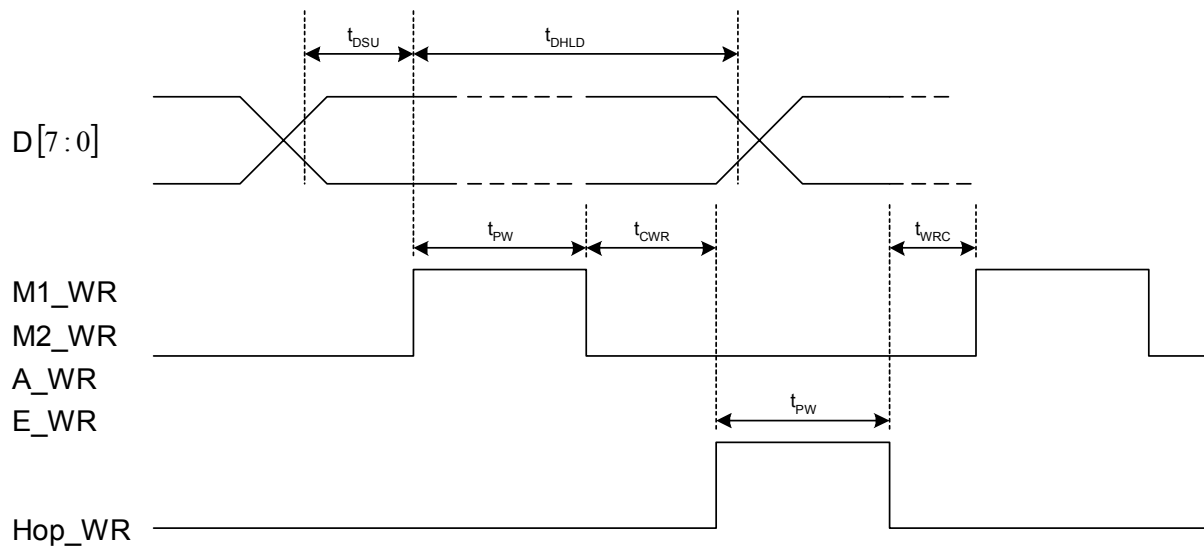 tDSU
tDHLD
D[7:0]
tPW
tCWR
tWRC
M1_WR
M2_WR
A_WR
E_WR
tPW
Hop_WR